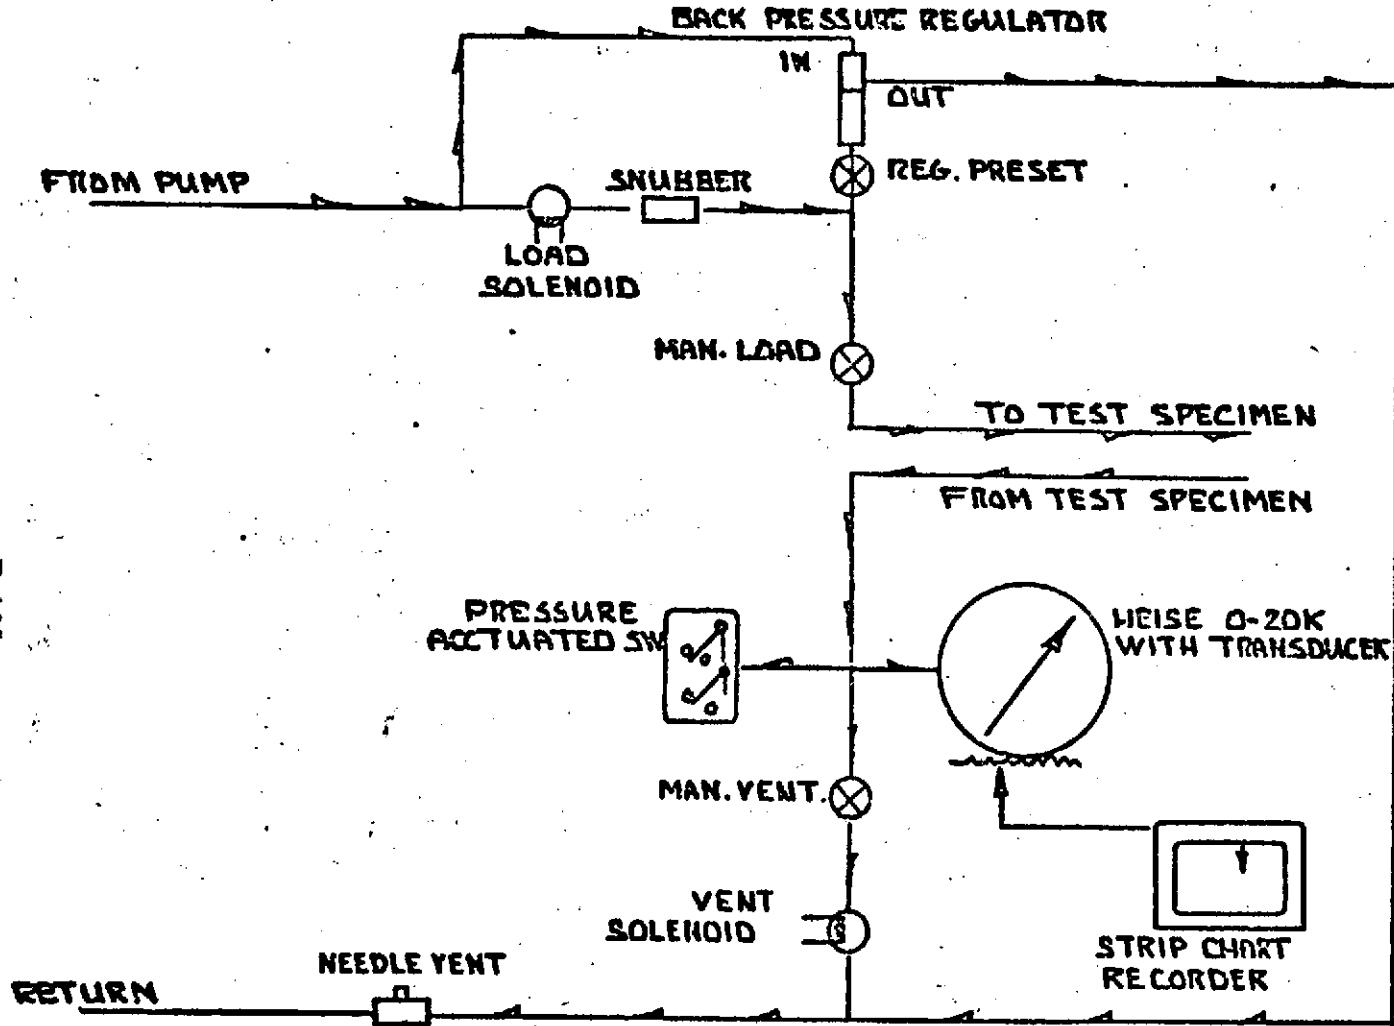 BACK PRESSURE REGULATOR
IN
OUT
REG. PRESET
FROM PUMP
SNUBBER
LOAD
SOLENOID
MAN. LOAD
TO TEST SPECIMEN
FROM TEST SPECIMEN
PRESSURE
ACCTUATED SW
HEISE 0-20K
WITH TRANSDUCER
MAN. VENT.
VENT
SOLENOID
STRIP CHART
RECORDER
NEEDLE VENT
RETURN